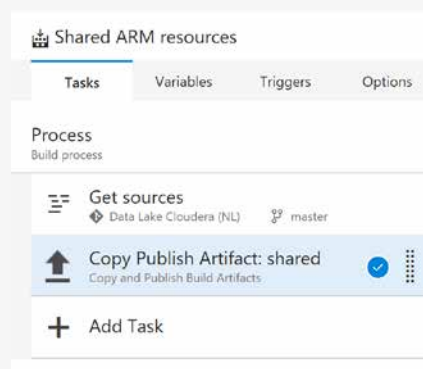 Shared ARM resources
Tasks Variables Triggers Options
Process
Build process
Get sources
Data Lake Cloudera (NL) master
Copy Publish Artifact: shared
Copy and Publish Build Artifacts
Add Task